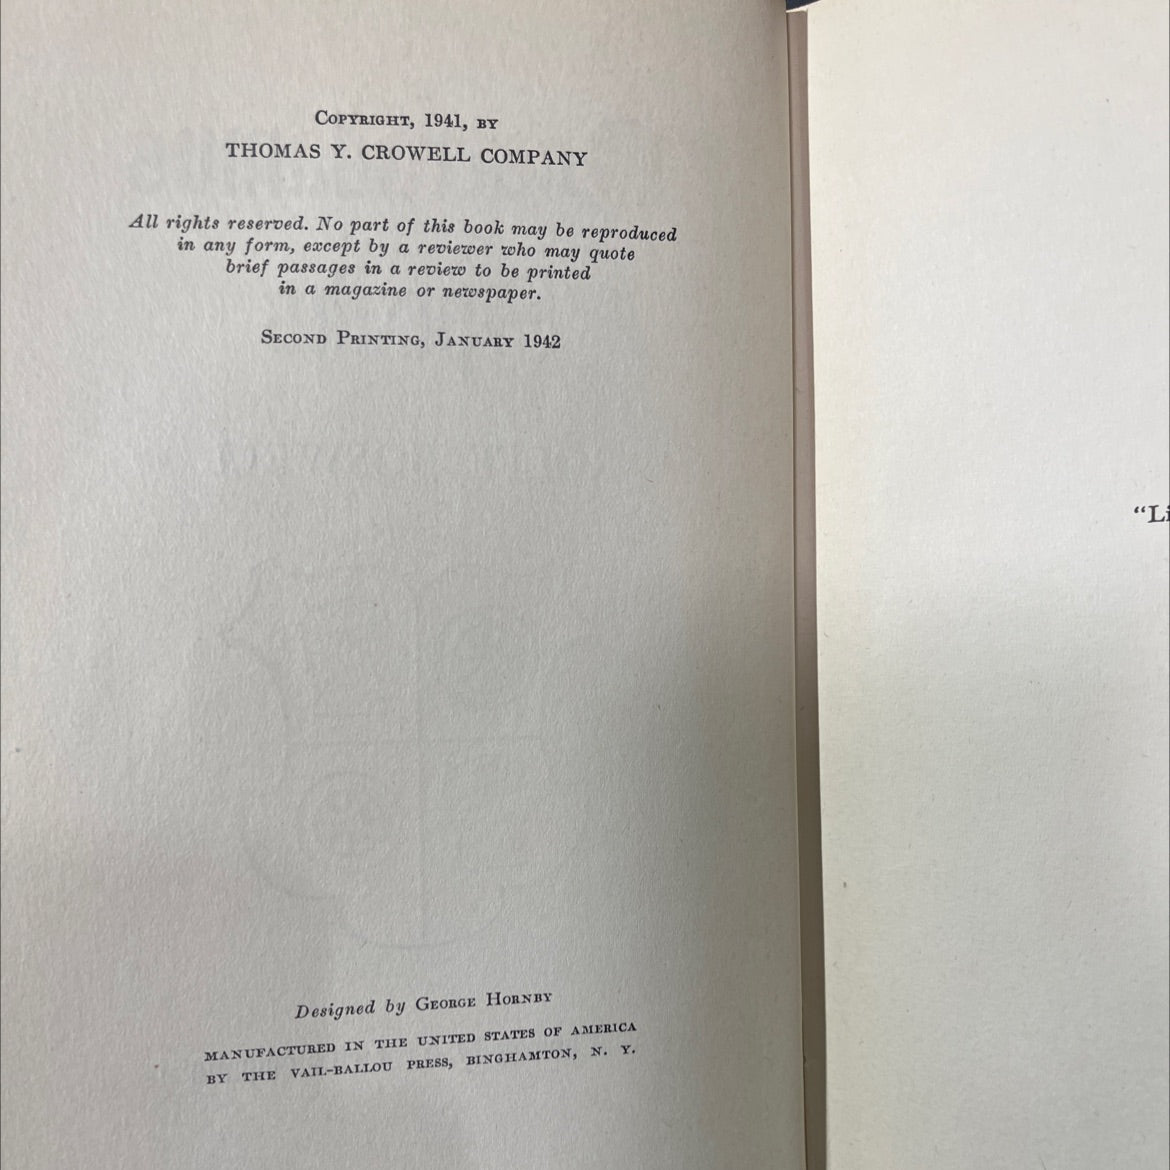 Copyright, 1941, by
THOMAS Y. CROWELL COMPANY
All rights reserved. No part of this book may be reproduced
in any form, except by a reviewer who may quote
brief passages in a review to be printed
in a magazine or newspaper.
Second Printing, January 1942
Designed by George Hornby
MANUFACTURED IN THE UNITED STATES OF AMERICA
BY THE VAIL-BALLOU PRESS, BINGHAMTON, N. Y.
"Li